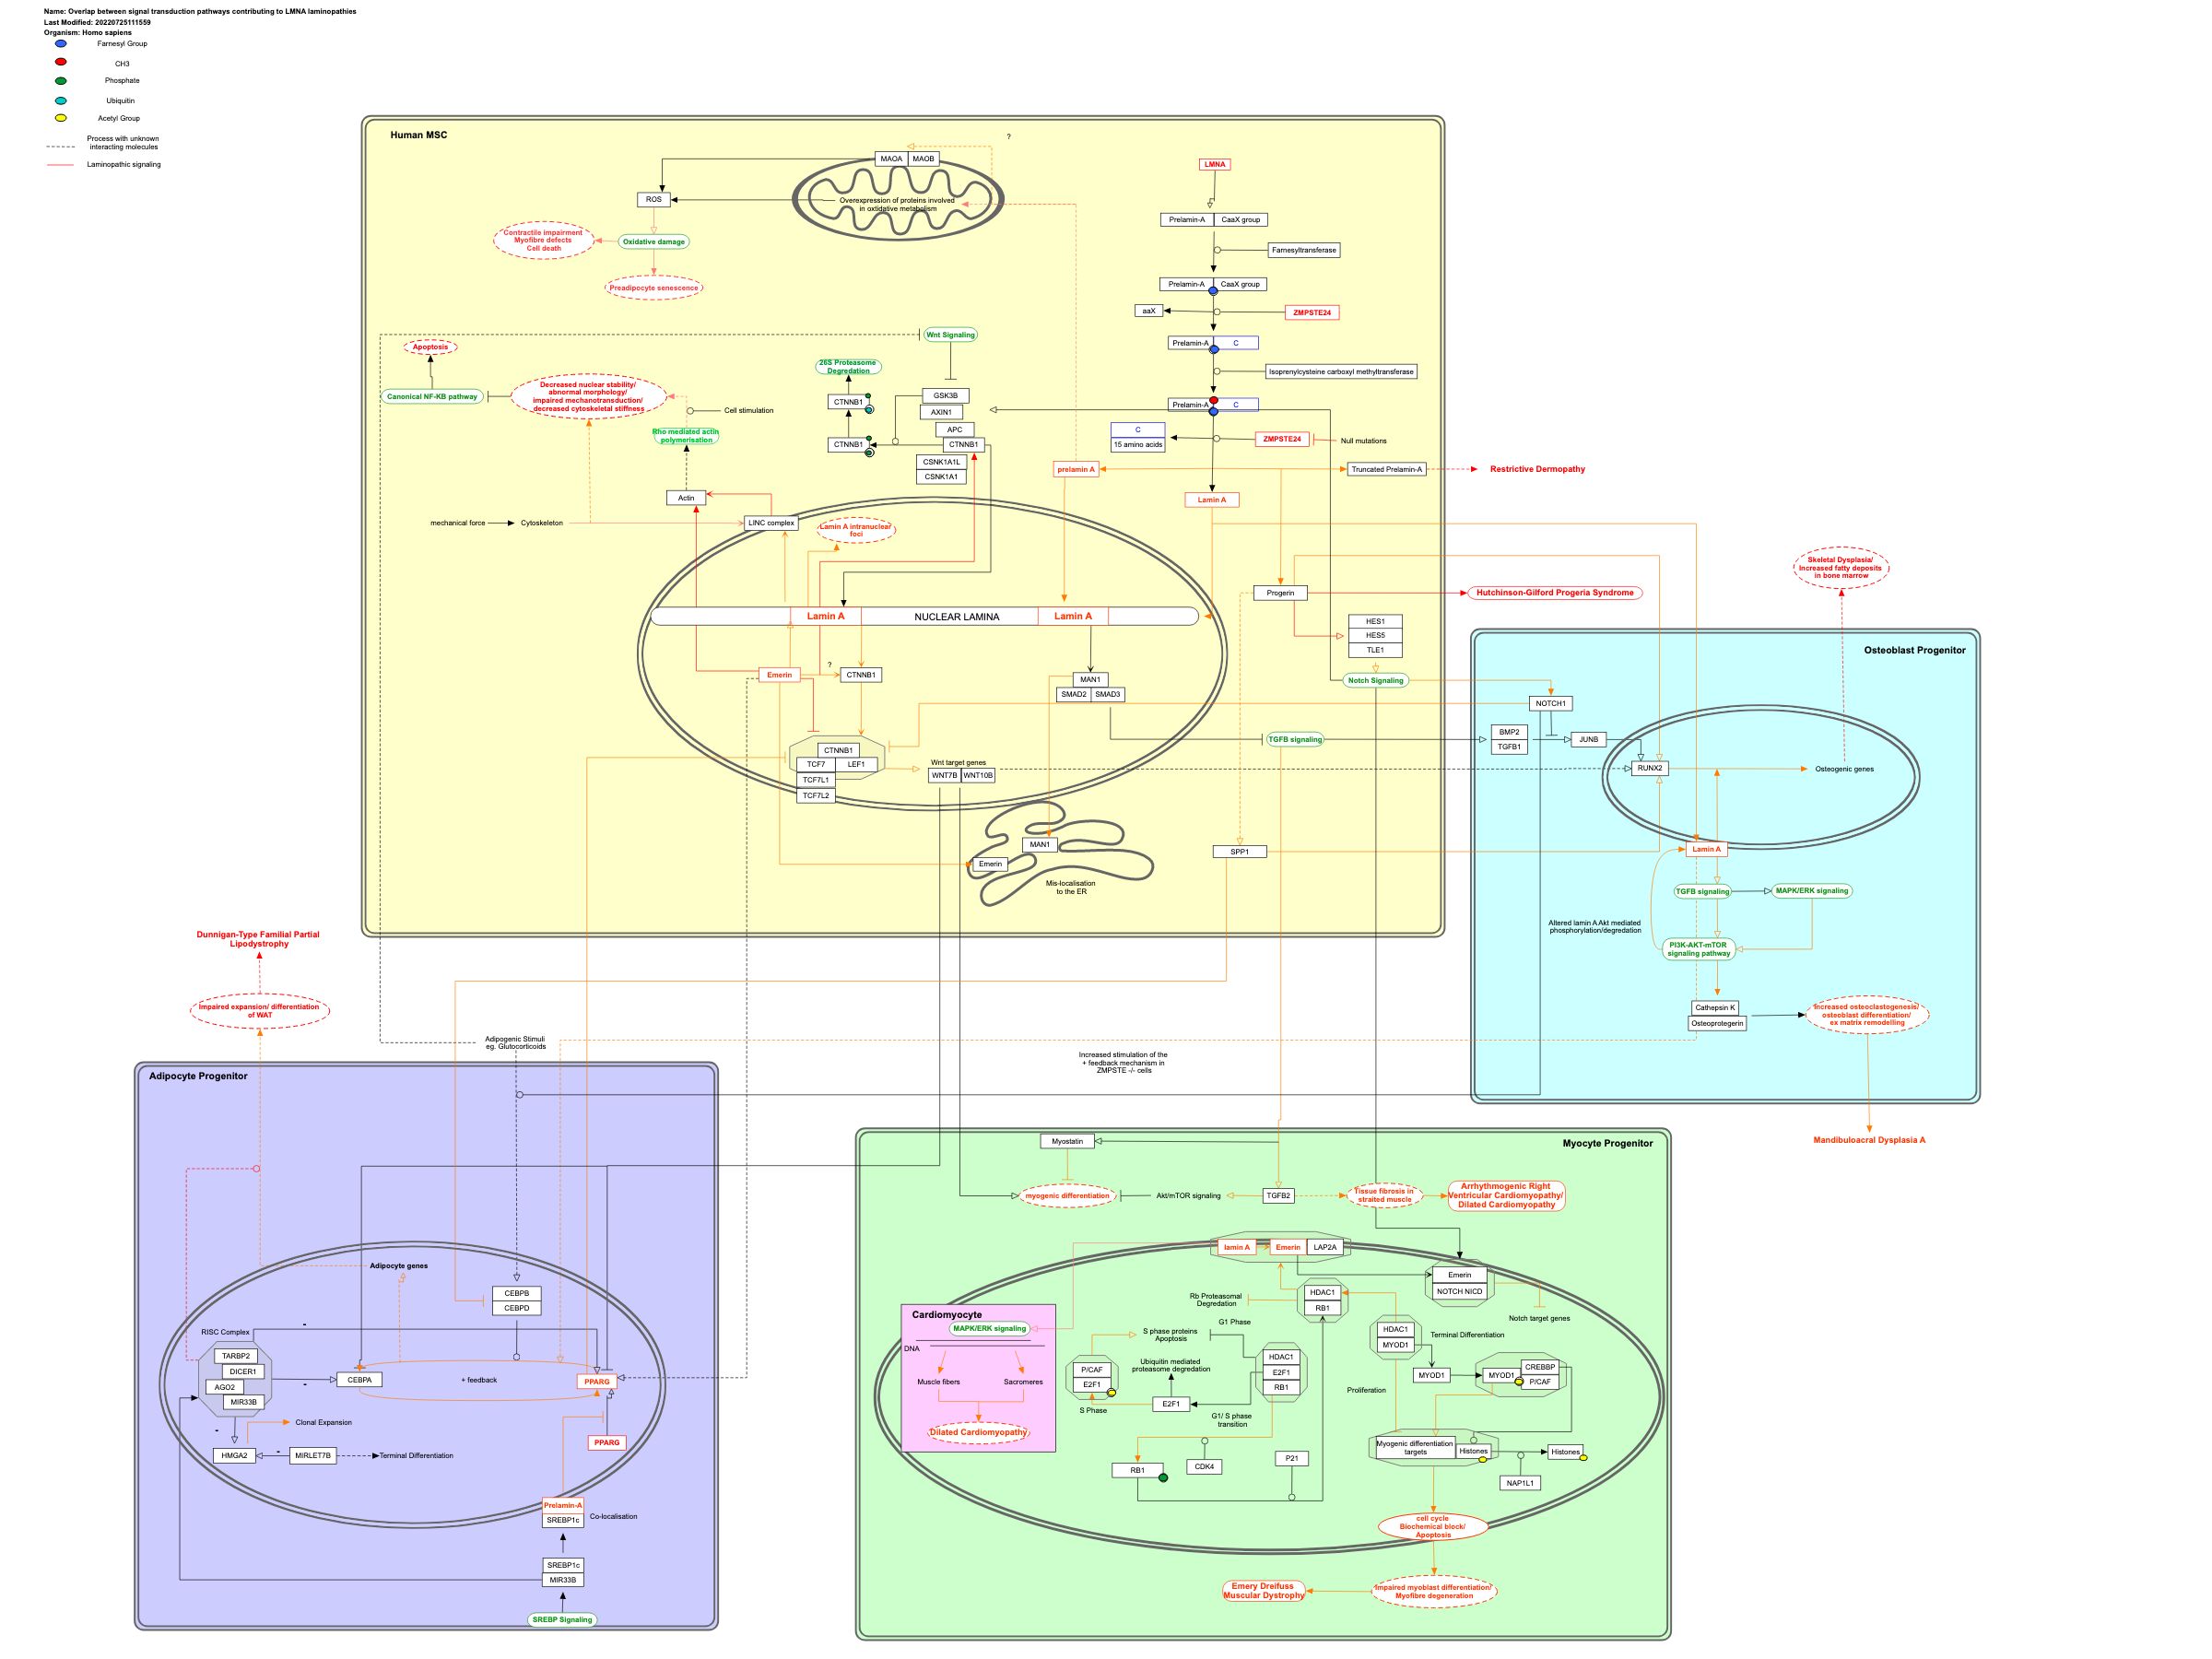 Name: Overlap between signal transduction pathways contributing to LMNA laminopathies
Last Modified: 20220725111559
Organism: Homo sapiens
Farnesyl Group
CH3
Phosphate
Ubiquitin
Acetyl Group
Process with unknown
interacting molecules
Laminopathic signaling
Human MSC
?
MAOA
MAOB
LMNA
ROS
Overexpression of proteins involved
in oxtidative metabolism
Prelamin-A
CaaX group
Contractile impairment
Myofibre defects
Cell death
Oxidative damage
Farnesyltransferase
Preadipocyte senescence
Prelamin-A
CaaX group
aaX
ZMPSTE24
Wnt Signaling
Apoptosis
Prelamin-A
C
26S Proteasome
Degradation
Isoprenylcysteine carboxyl methyltransferase
Canonical NF-KB pathway
Decreased nuclear stability/
abnormal morphology/
impaired mechanotransduction/
decreased cytoskeletal stiffness
CTNNB1
GSK3B
AXIN1
Prelamin-A
C
Cell stimulation
Rho mediated actin
polymerisation
APC
CTNNB1
CTNNB1
CSNK1A1L
CSNK1A1
C
15 amino acids
ZMPSTE24
Null mutations
prelamin A
Truncated Prelamin-A
Restrictive Dermopathy
Actin
Lamin A
mechanical force
Cytoskeleton
LINC complex
Lamin A intranuclear
foci
Skeletal Dysplasia/
Increased fatty deposits
in bone marrow
Progerin
Hutchinson-Gilford Progeria Syndrome
Lamin A
NUCLEAR LAMINA
Lamin A
HES1
HES5
TLE1
Osteoblast Progenitor
?
Emerin
CTNNB1
MAN1
SMAD2
SMAD3
Notch Signaling
NOTCH1
BMP2
TGFB1
JUNB
TGFB signaling
CTNNB1
TCF7
LEF1
TCF7L1
TCF7L2
Wnt target genes
WNT7B
WNT10B
RUNX2
Osteogenic genes
MAN1
Emerin
SPP1
Lamin A
Mis-localisation
to the ER
TGFB signaling
MAPK/ERK signaling
Altered lamin A Akt mediated
phosphorylation/degredation
PI3K-AKT-mTOR
signaling pathway
Dunnigan-Type Familial Partial
Lipodystrophy
Impaired expansion/ differentiation
of WAT
Cathepsin K
Osteoprotegerin
Increased osteoclastogenesis/
osteoblast differentiation/
ex matrix remodelling
Adipogenic Stimuli
eg. Glutocorticoids
Increased stimulation of the
+ feedback mechanism in
ZMPSTE -/- cells
Adipocyte Progenitor
Mandibuloacral Dysplasia A
Myostatin
Myocyte Progenitor
myogenic differentiation
Akt/mTOR signaling
TGFB2
Tissue fibrosis in
straited muscle
Arrhythmogenic Right
Ventricular Cardiomyopathy/
Dilated Cardiomyopathy
lamin A
Emerin
LAP2A
Adipocyte genes
Emerin
NOTCH NICD
CEBPB
CEBPD
HDAC1
RB1
Rb Proteasomal
Degredation
Notch target genes
Cardiomyocyte
MAPK/ERK signaling
DNA
Muscle fibers
Sacromeres
Dilated Cardiomyopathy
G1 Phase
S phase proteins
Apoptosis
HDAC1
MYOD1
Terminal Differentiation
RISC Complex
-
TARBP2
DICER1
AGO2
MIR33B
-
CEBPA
+ feedback
PPARG
P/CAF
E2F1
Ubiquitin mediated
proteasome degredation
HDAC1
E2F1
RB1
MYOD1
MYOD1
CREBBP
P/CAF
Proliferation
S Phase
E2F1
G1/ S phase
transition
Clonal Expansion
-
HMGA2
-
MIRLET7B
Terminal Differentiation
PPARG
Myogenic differentiation
targets
Histones
Histones
RB1
CDK4
P21
NAP1L1
Prelamin-A
SREBP1c
Co-localisation
cell cycle
Biochemical block/
Apoptosis
SREBP1c
MIR33B
Emery Dreifuss
Muscular Dystrophy
Impaired myoblast differentiation/
Myofibre degeneration
SREBP Signaling